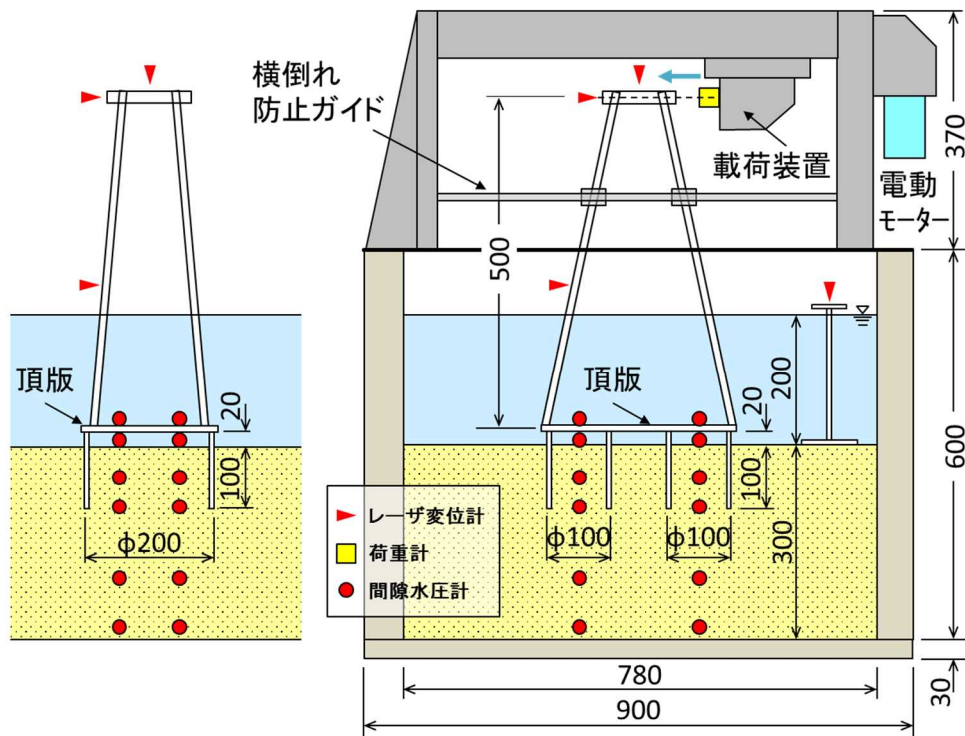 横倒れ
防止ガイド
載荷装置
電動
モーター
370
500
頂版
頂版
20
20
200
100
100
φ200
φ100
φ100
300
600
レーザ変位計
荷重計
間隙水圧計
780
900
30